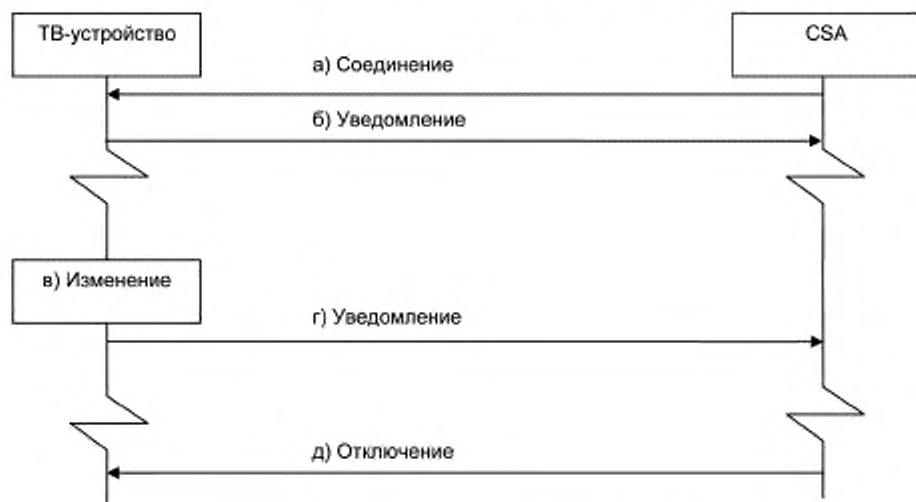 ТВ-устройство
CSA
а) Соединение
б) Уведомление
в) Изменение
г) Уведомление
д) Отключение